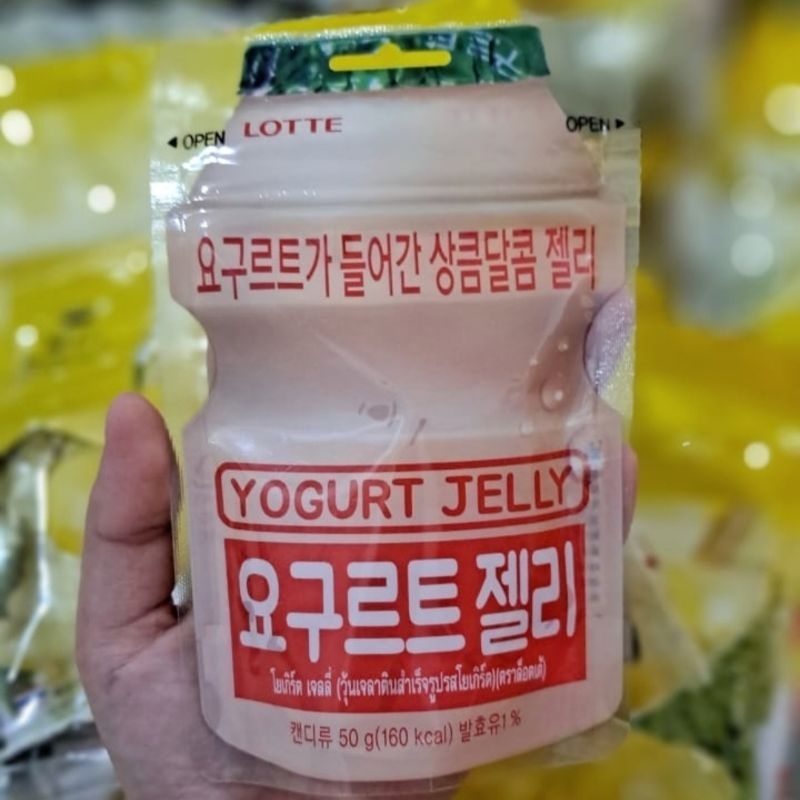 ◀ OPEN LOTTE OPEN ▶
요구르트가 들어간 상큼달콤 젤리
YOGURT JELLY
요구르트 젤리
โยเกิร์ต เจลลี่ (วุ้นเจลาตินสำเร็จรูปรสโยเกิร์ต)(ตราล็อตเต้)
캔디류 50 g(160 kcal) 발효유1%